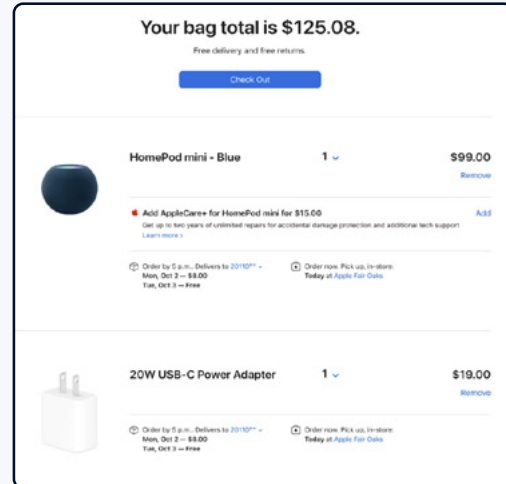 Your bag total is $125.08.
Free delivery and free returns.
Check Out
HomePod mini - Blue 1 $99.00
Remove
Add AppleCare+ for HomePod mini for $15.00 Add
Get up to two years of unlimited repairs for accidental damage protection and additional tech support
Learn more >
Order by 5 p.m.. Delivers to 20110** Order now. Pick up, in-store:
Mon, Oct 2 — $8.00 Today at Apple Fair Oaks
Tue, Oct 3 — Free
20W USB-C Power Adapter 1 $19.00
Remove
Order by 5 p.m.. Delivers to 20110** Order now. Pick up, in-store:
Mon, Oct 2 — $8.00 Today at Apple Fair Oaks
Tue, Oct 3 — Free